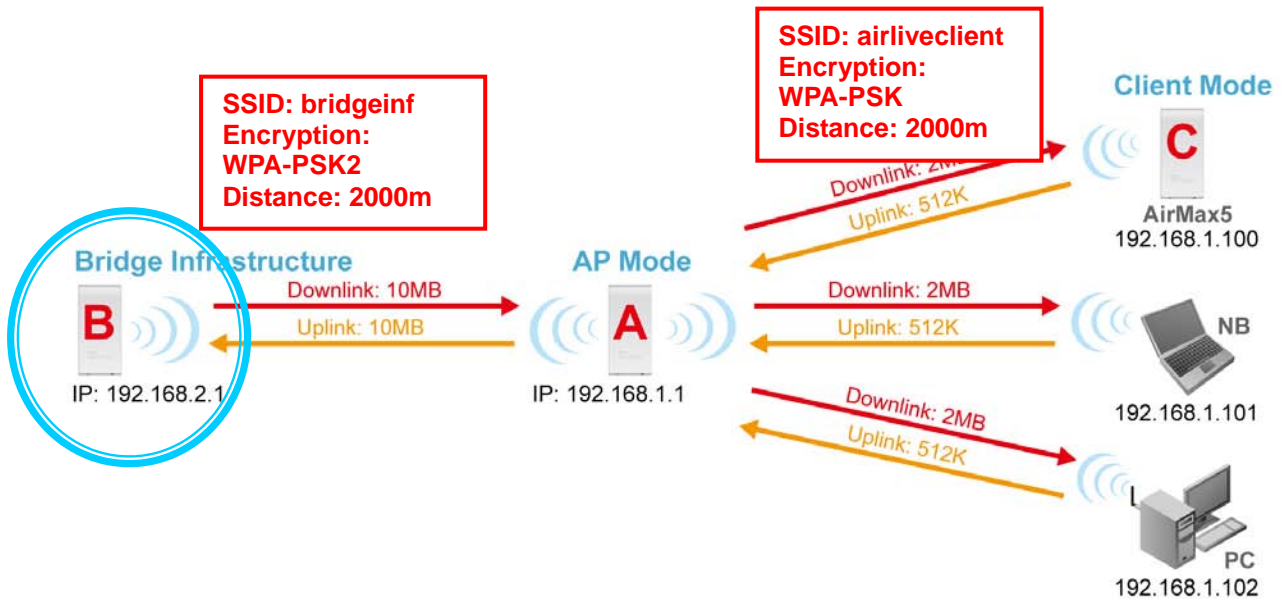 SSID: airliveclient
Encryption:
WPA-PSK
Distance: 2000m
SSID: bridgeinf
Encryption:
WPA-PSK2
Distance: 2000m
Client Mode
C
AirMax5
192.168.1.100
Downlink: 2M
Uplink: 512K
Bridge Infrastructure
B
IP: 192.168.2.1
Downlink: 10MB
Uplink: 10MB
AP Mode
A
IP: 192.168.1.1
Downlink: 2MB
Uplink: 512K
NB
192.168.1.101
Downlink: 2MB
Uplink: 512K
PC
192.168.1.102